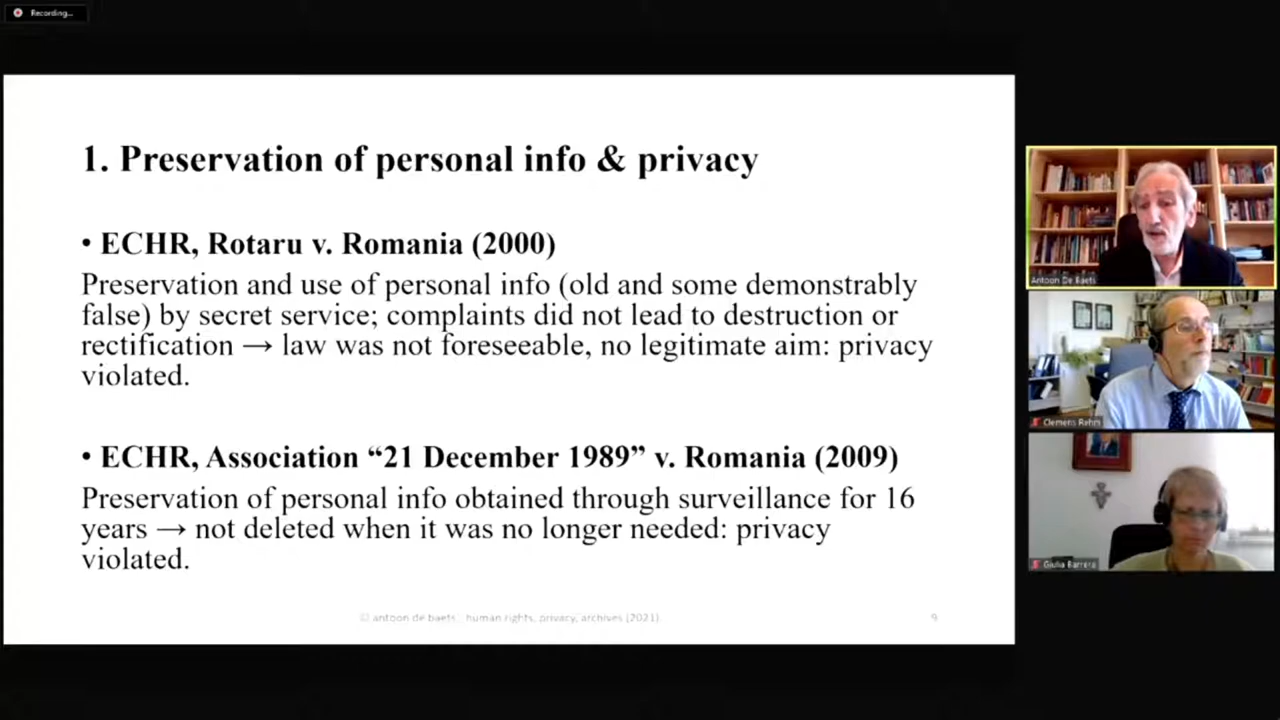 Recording...
1. Preservation of personal info & privacy
• ECHR, Rotaru v. Romania (2000)
Preservation and use of personal info (old and some demonstrably
false) by secret service; complaints did not lead to destruction or
rectification → law was not foreseeable, no legitimate aim: privacy
violated.
• ECHR, Association “21 December 1989” v. Romania (2009)
Preservation of personal info obtained through surveillance for 16
years → not deleted when it was no longer needed: privacy
violated.
© antoon de baets, human rights, privacy, archives (2021)
9
Antoon De Baets
Clemens Rehm
Giulia Barrera